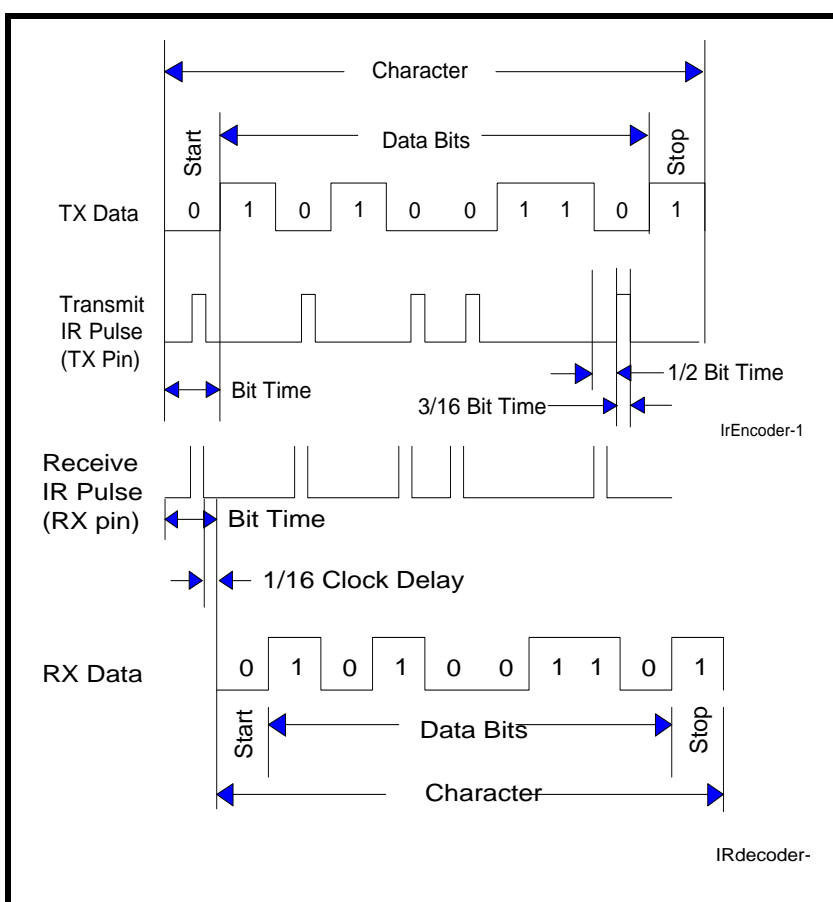 Character
Start
Data Bits
Stop
TX Data
0 1 0 1 0 0 1 1 0 1
Transmit
IR Pulse
(TX Pin)
Bit Time
1/2 Bit Time
3/16 Bit Time
IrEncoder-1
Receive
IR Pulse
(RX pin)
Bit Time
1/16 Clock Delay
RX Data
0 1 0 1 0 0 1 1 0 1
Start
Data Bits
Stop
Character
IRdecoder-